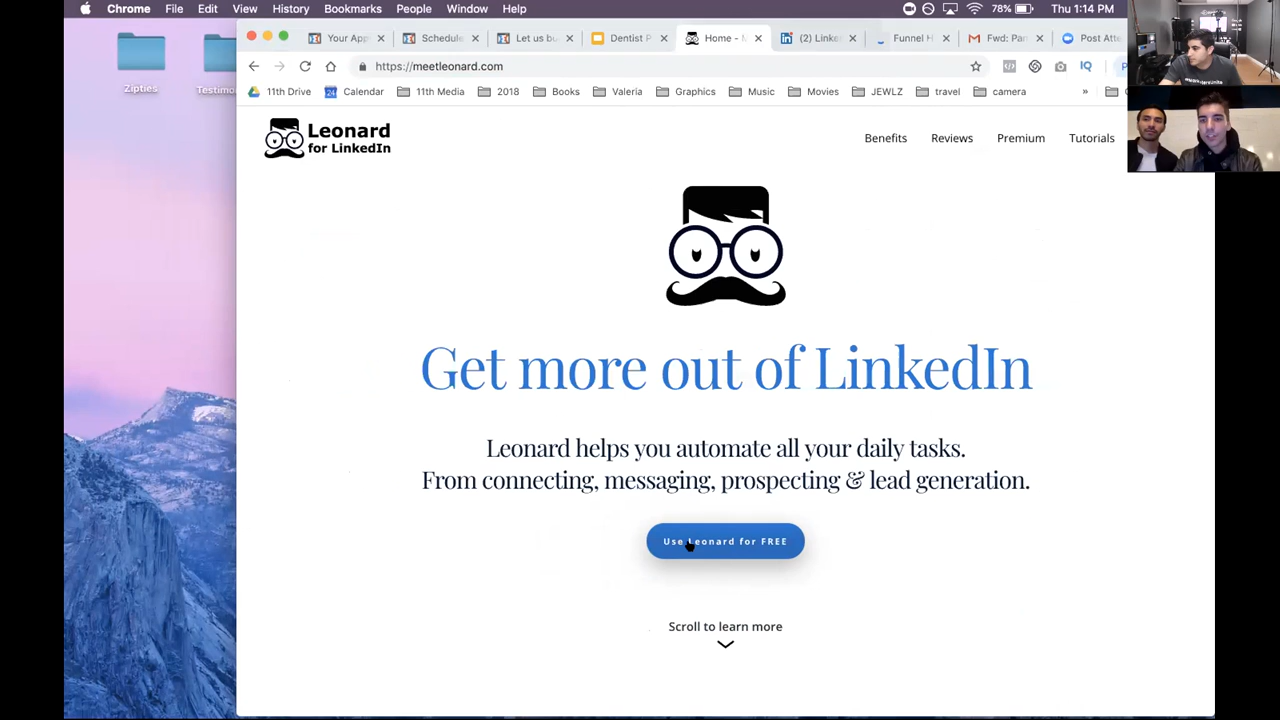 Chrome File Edit View History Bookmarks People Window Help
78% Thu 1:14 PM
Your App
Schedule
Let us bu
Dentist P
Home -
(2) Linke
Funnel H
Fwd: Pan
Post Atte
https://meetleonard.com
IQ
11th Drive
Calendar
11th Media
2018
Books
Valeria
Graphics
Music
Movies
JEWLZ
travel
camera
»
Zipties
Testimo
Leonard
for LinkedIn
Benefits
Reviews
Premium
Tutorials
Get more out of LinkedIn
Leonard helps you automate all your daily tasks.
From connecting, messaging, prospecting & lead generation.
Use Leonard for FREE
Scroll to learn more